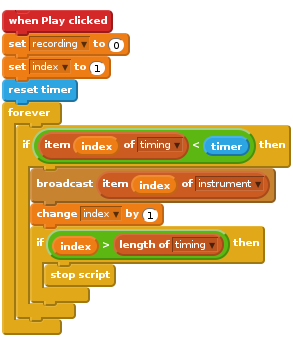 when Play clicked
set recording to 0
set index to 1
reset timer
forever
if item index of timing < timer then
broadcast item index of instrument
change index by 1
if index > length of timing then
stop script